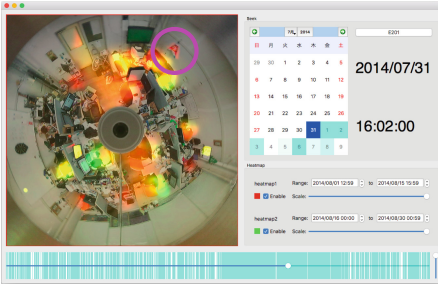 Seek
7月 2014
日 月 火 水 木 金 土
29 30 1 2 3 4 5
6 7 8 9 10 11 12
13 14 15 16 17 18 19
20 21 22 23 24 25 26
27 28 29 30 31 1 2
3 4 5 6 7 8 9
E201
2014/07/31
16:02:00
Heatmap
heatmap1 Range: 2014/08/01 12:59 to 2014/08/15 15:59
Enable Scale:
heatmap2 Range: 2014/08/16 00:00 to 2014/08/30 00:59
Enable Scale: